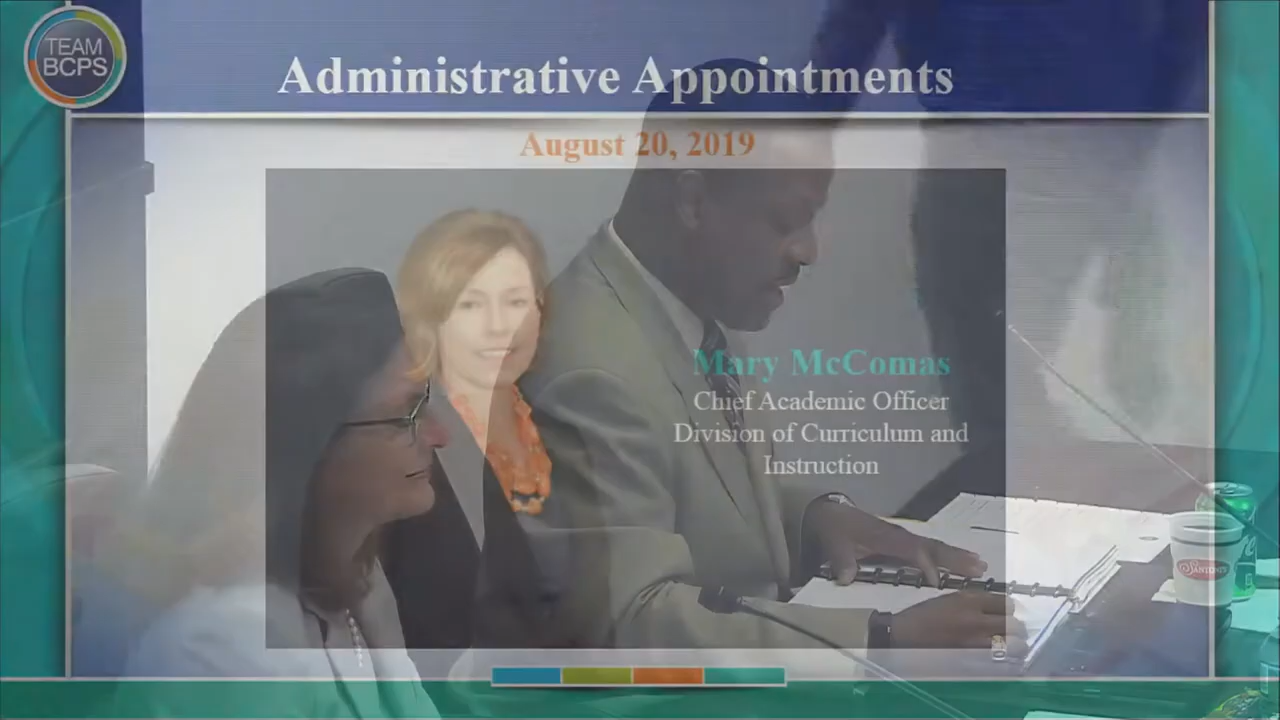 TEAM
BCPS
Administrative Appointments
August 20, 2019
Mary McComas
Chief Academic Officer
Division of Curriculum and
Instruction